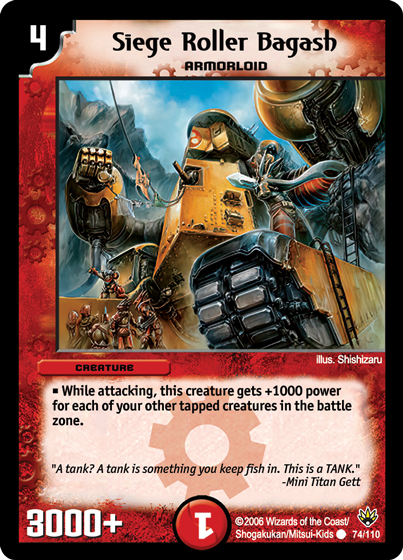 4
Siege Roller Bagash
ARMORLOID
illus. Shishizaru
CREATURE
▪ While attacking, this creature gets +1000 power
for each of your other tapped creatures in the battle
zone.
"A tank? A tank is something you keep fish in. This is a TANK."
-Mini Titan Gett
3000+
1
©2006 Wizards of the Coast/
Shogakukan/Mitsui-Kids ● 74/110